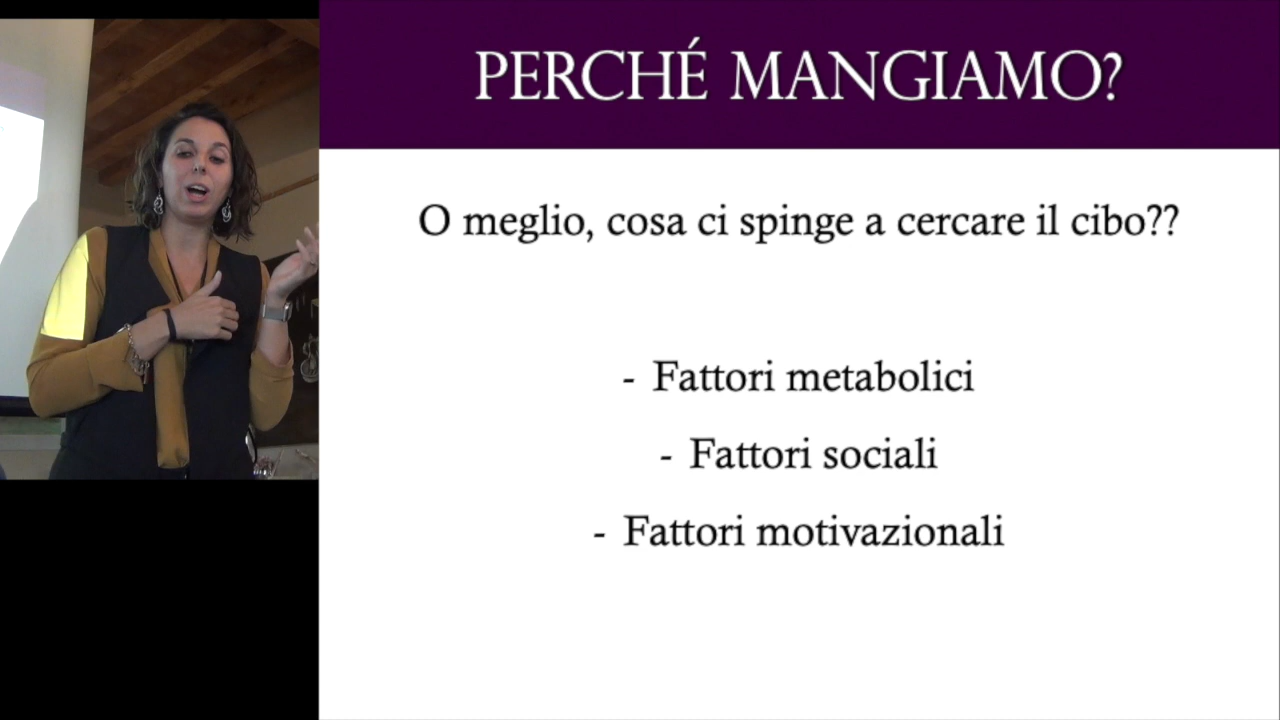 PERCHÉ MANGIAMO?
O meglio, cosa ci spinge a cercare il cibo??
- Fattori metabolici
- Fattori sociali
- Fattori motivazionali